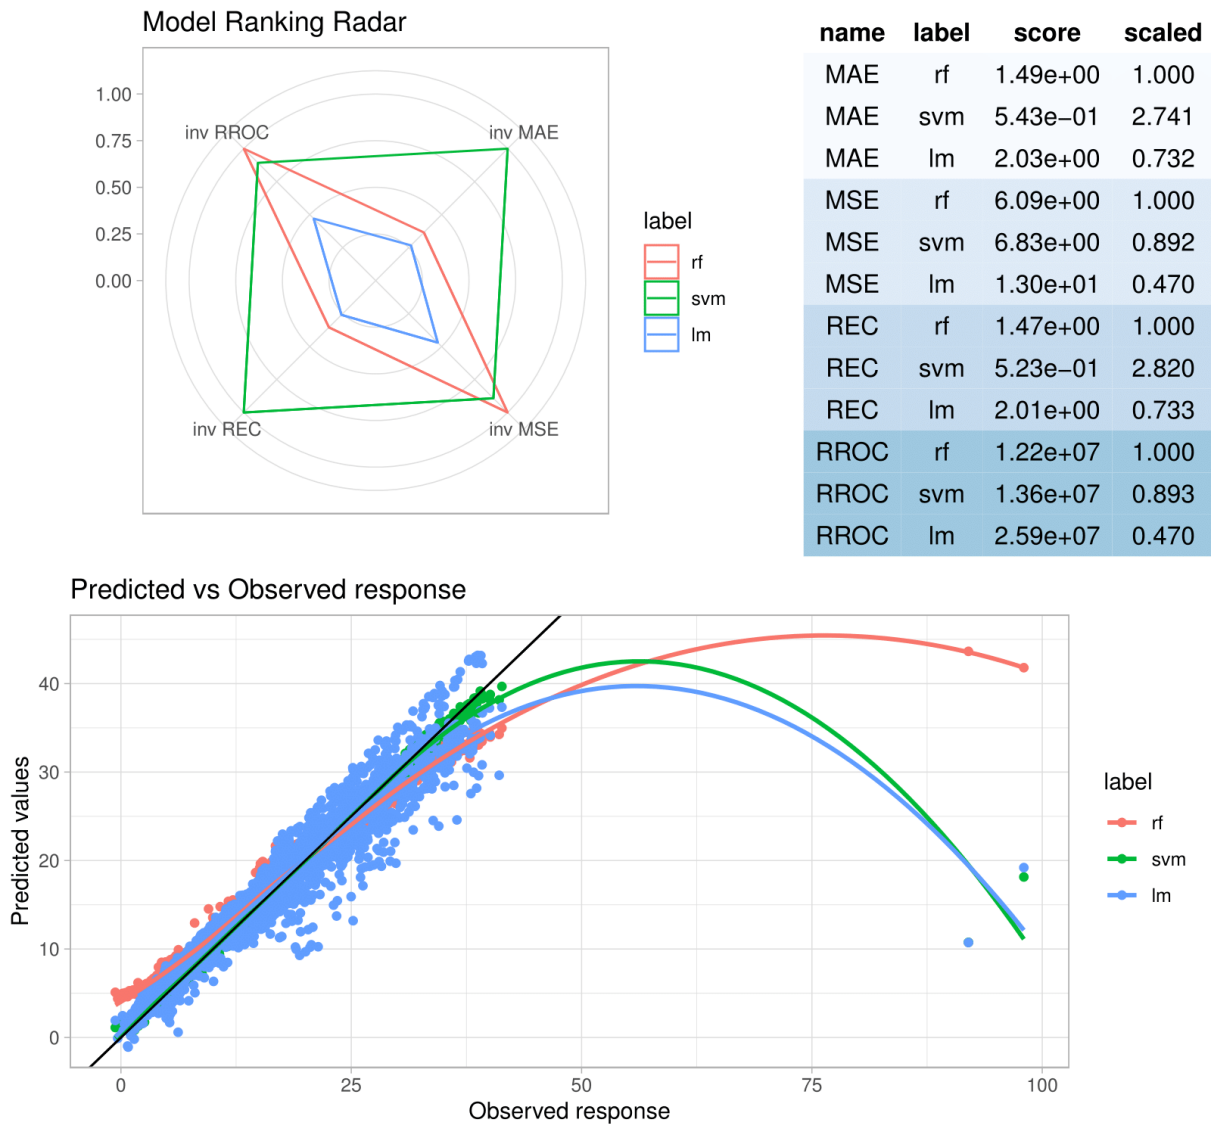 Model Ranking Radar
1.00
0.75
0.50
0.25
0.00
inv RROC
inv MAE
inv REC
inv MSE
label
rf
svm
lm
name label score scaled
MAE rf 1.49e+00 1.000
MAE svm 5.43e−01 2.741
MAE lm 2.03e+00 0.732
MSE rf 6.09e+00 1.000
MSE svm 6.83e+00 0.892
MSE lm 1.30e+01 0.470
REC rf 1.47e+00 1.000
REC svm 5.23e−01 2.820
REC lm 2.01e+00 0.733
RROC rf 1.22e+07 1.000
RROC svm 1.36e+07 0.893
RROC lm 2.59e+07 0.470
Predicted vs Observed response
Predicted values
40
30
20
10
0
0 25 50 75 100
Observed response
label
rf
svm
lm